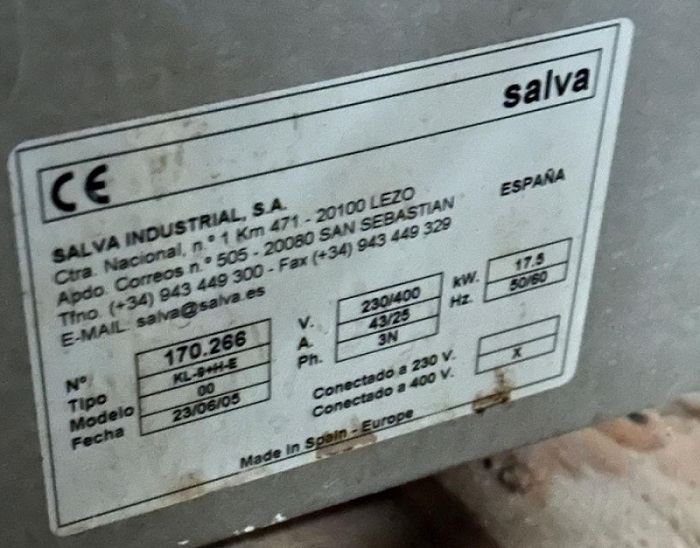 CE salva
SALVA INDUSTRIAL, S.A. ESPAÑA
Ctra. Nacional, n.º 1 Km 471 - 20100 LEZO
Apdo. Correos n.º 505 - 20080 SAN SEBASTIAN
Tfno. (+34) 943 449 300 - Fax (+34) 943 449 329
E-MAIL: salva@salva.es
Nº 170.266 V. 230/400 kW. 17.5
Tipo KL-9+H-E A. 43/25 Hz. 50/60
Modelo 00 Ph. 3N
Fecha 23/06/05 Conectado a 230 V.
Conectado a 400 V. X
Made in Spain - Europe